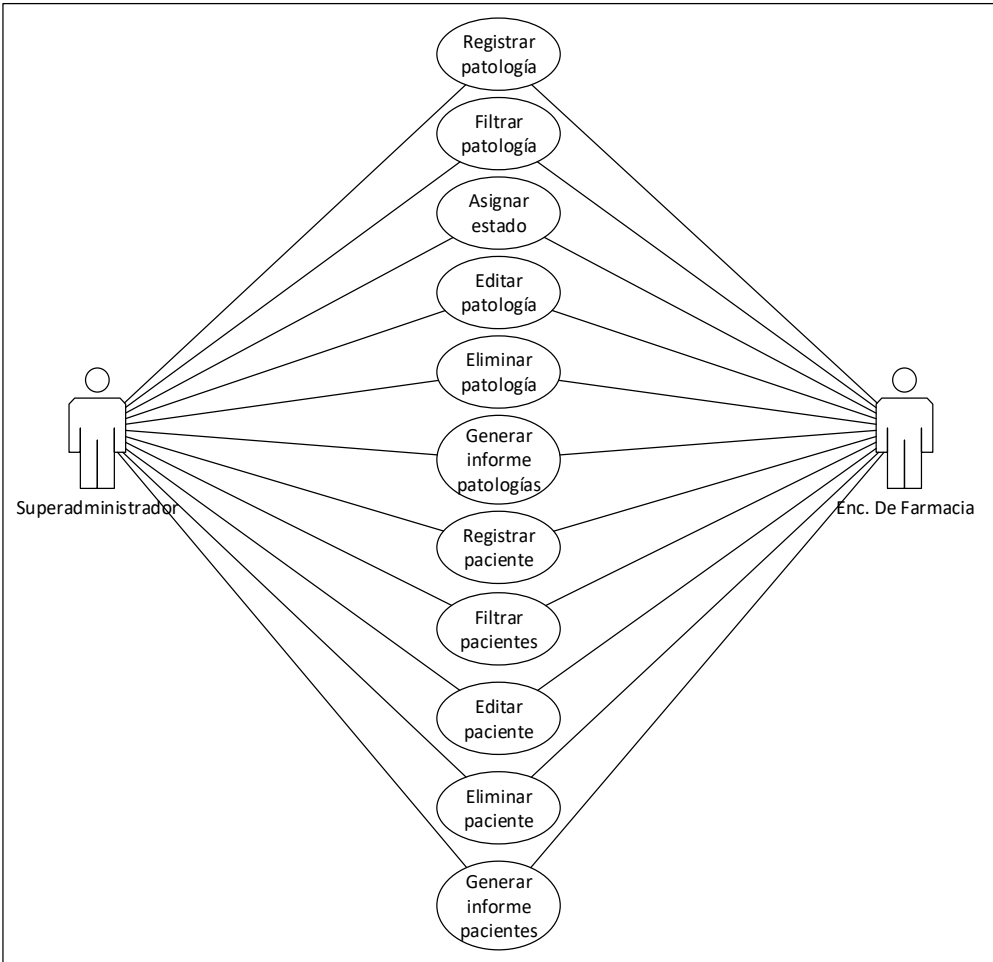 Registrar
patología
Filtrar
patología
Asignar
estado
Editar
patología
Eliminar
patología
Generar
informe
patologías
Superadministrador
Enc. De Farmacia
Registrar
paciente
Filtrar
pacientes
Editar
paciente
Eliminar
paciente
Generar
informe
pacientes